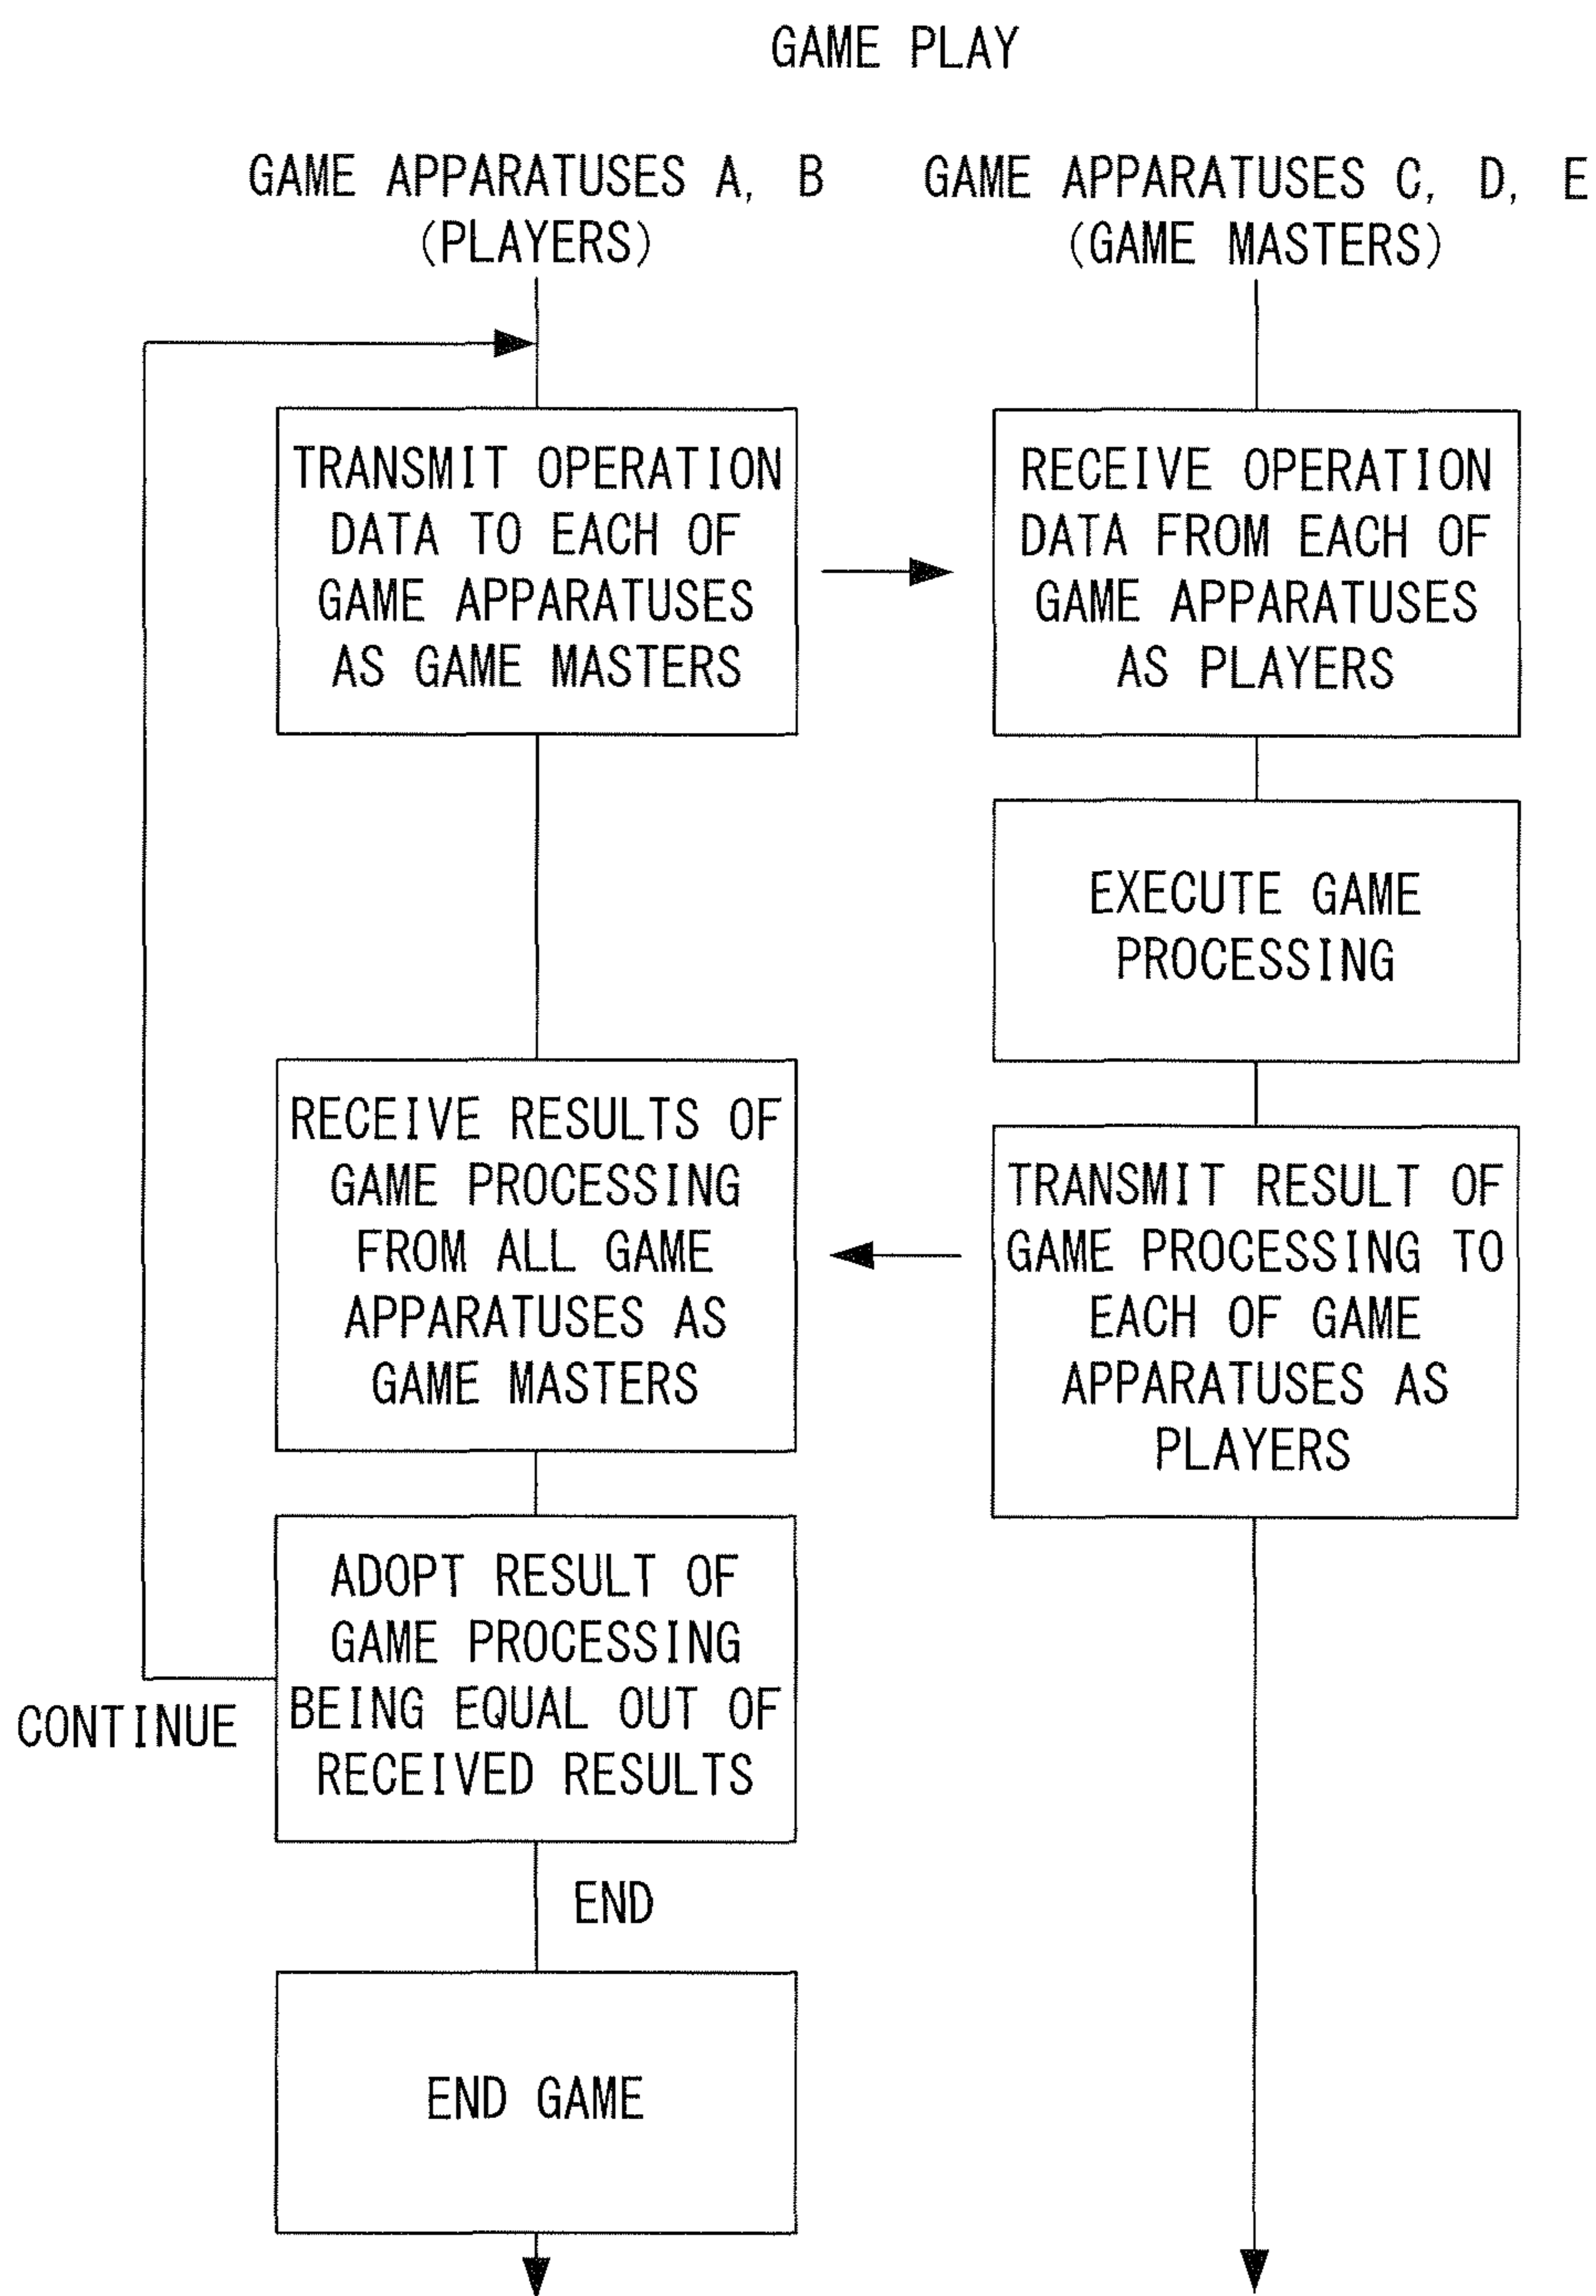 GAME PLAY
GAME APPARATUSES A, B
(PLAYERS)
GAME APPARATUSES C, D, E
(GAME MASTERS)
TRANSMIT OPERATION
DATA TO EACH OF
GAME APPARATUSES
AS GAME MASTERS
RECEIVE OPERATION
DATA FROM EACH OF
GAME APPARATUSES
AS PLAYERS
EXECUTE GAME
PROCESSING
RECEIVE RESULTS OF
GAME PROCESSING
FROM ALL GAME
APPARATUSES AS
GAME MASTERS
TRANSMIT RESULT OF
GAME PROCESSING TO
EACH OF GAME
APPARATUSES AS
PLAYERS
ADOPT RESULT OF
GAME PROCESSING
BEING EQUAL OUT OF
RECEIVED RESULTS
CONTINUE
END
END GAME